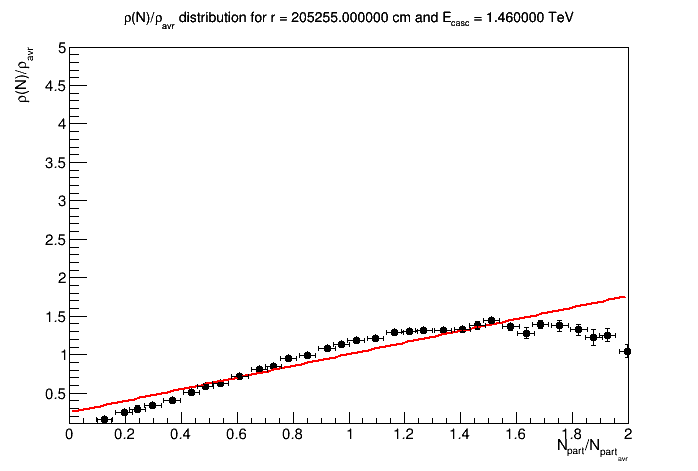 ρ(N)/ρavr distribution for r = 205255.000000 cm and Ecasc = 1.460000 TeV
ρ(N)/ρavr
5
4.5
4
3.5
3
2.5
2
1.5
1
0.5
0 0.2 0.4 0.6 0.8 1 1.2 1.4 1.6 1.8 2
Npart/Npartavr